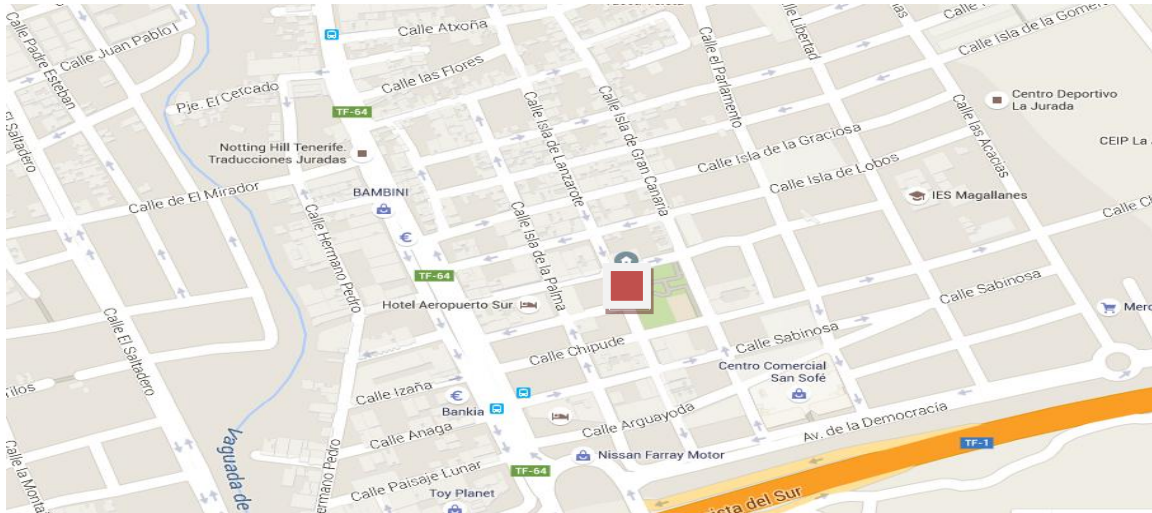 Calle Juan Pablo I
Calle Padre Esteban
El Saltadero
Calle Atxoña
Calle las Flores
Pje. El Cercado
TF-64
Calle el Parlamento
Calle Libertad
Calle Isla de la Gomera
Centro Deportivo
La Jurada
CEIP La
Notting Hill Tenerife.
Traducciones Juradas
Calle Isla de Lanzarote
Calle Isla de Gran Canaria
Calle Isla de la Graciosa
Calle Isla de Lobos
Calle las Acacias
IES Magallanes
Calle de El Mirador
BAMBINI
€
Calle Hermano Pedro
Calle Isla de la Palma
TF-64
Hotel Aeropuerto Sur
Calle Sabinosa
Calle El Saltadero
Calle Chipude
Calle Sabinosa
Centro Comercial
San Sofé
Calle Izaña
€
Bankia
Calle Anaga
Calle Arguayoda
Av. de la Democracía
TF-1
Nissan Farray Motor
TF-64
Calle Paisaje Lunar
Toy Planet
Vaguada de
ista del Sur